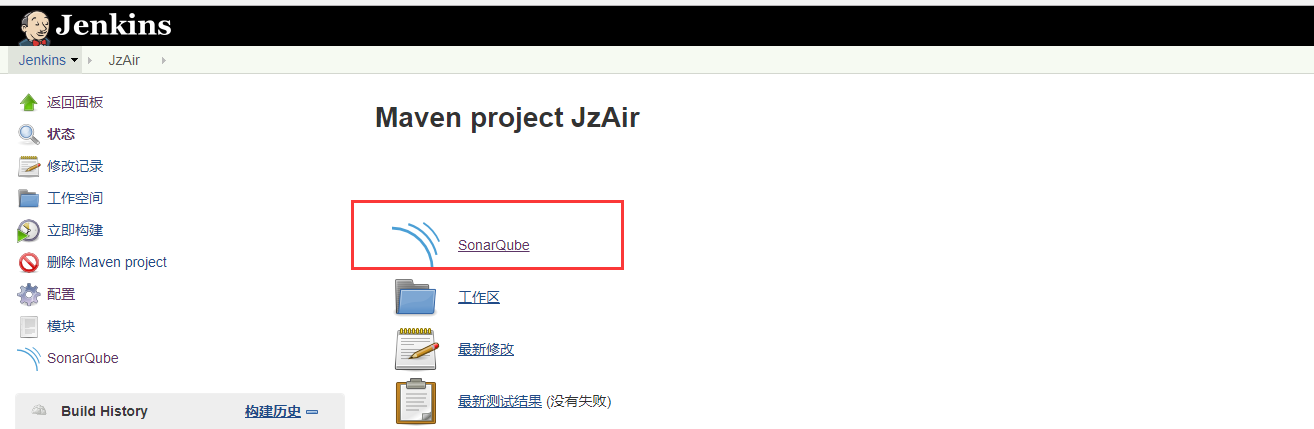 Jenkins
Jenkins JzAir
返回面板
状态
修改记录
工作空间
立即构建
删除 Maven project
配置
模块
SonarQube
Build History 构建历史
Maven project JzAir
SonarQube
工作区
最新修改
最新测试结果 (没有失败)